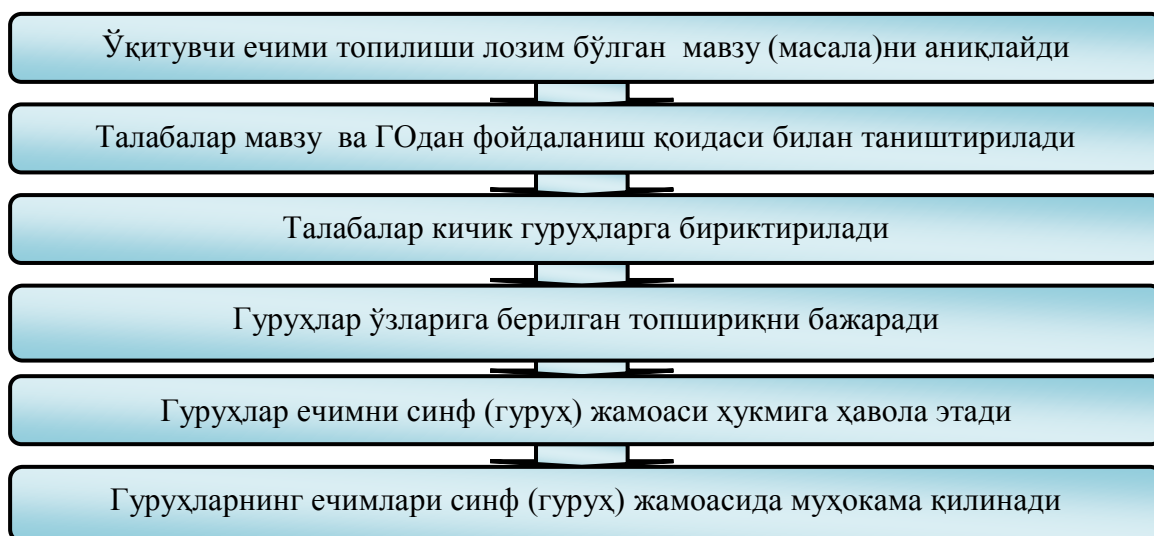 Ўқитувчи ечими топилиши лозим бўлган мавзу (масала)ни аниқлайди
Талабалар мавзу ва ГОдан фойдаланиш қоидаси билан таништирилади
Талабалар кичик гуруҳларга бириктирилади
Гуруҳлар ўзларига берилган топшириқни бажаради
Гуруҳлар ечимни синф (гуруҳ) жамоаси ҳукмига ҳавола этади
Гуруҳларнинг ечимлари синф (гуруҳ) жамоасида муҳокама қилинади